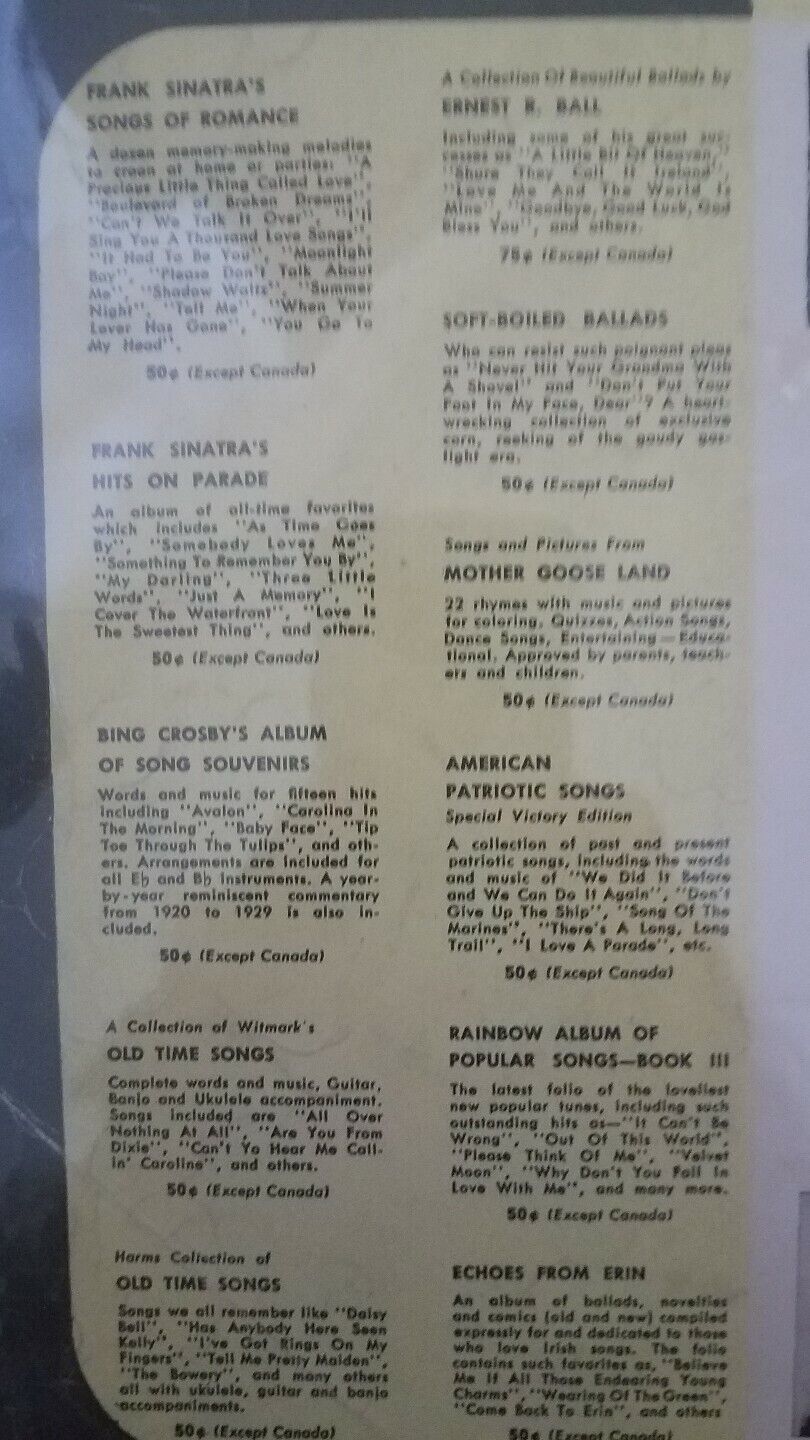 FRANK SINATRA'S
SONGS OF ROMANCE
A dozen memory-making melodies
to croon at home or parties: "A
Precious Little Thing Called Love",
"Boulevard of Broken Dreams",
"Can't We Talk It Over", "I'll
Sing You A Thousand Love Songs",
"It Had To Be You", "Moonlight
Bay", "Please Don't Talk About
Me", "Shadow Waltz", "Summer
Night", "Tell Me", "When Your
Lover Has Gone", "You Go To
My Head".
50¢ (Except Canada)
FRANK SINATRA'S
HITS ON PARADE
An album of all-time favorites
which includes "As Time Goes
By", "Somebody Loves Me",
"Something To Remember You By",
"My Darling", "Three Little
Words", "Just A Memory", "I
Cover The Waterfront", "Love Is
The Sweetest Thing", and others.
50¢ (Except Canada)
BING CROSBY'S ALBUM
OF SONG SOUVENIRS
Words and music for fifteen hits
including "Avalon", "Carolina In
The Morning", "Baby Face", "Tip
Toe Through The Tulips", and oth-
ers. Arrangements are included for
all E♭ and B♭ Instruments. A year-
by-year reminiscent commentary
from 1920 to 1929 is also in-
cluded.
50¢ (Except Canada)
A Collection of Witmark's
OLD TIME SONGS
Complete words and music, Guitar,
Banjo and Ukulele accompaniment.
Songs included are "All Over
Nothing At All", "Are You From
Dixie", "Can't Yo Hear Me Call-
in' Caroline", and others.
50¢ (Except Canada)
Harms Collection of
OLD TIME SONGS
Songs we all remember like "Daisy
Bell", "Has Anybody Here Seen
Kelly", "I've Got Rings On My
Fingers", "Tell Me Pretty Maiden",
"The Bowery", and many others
all with ukulele, guitar and banjo
accompaniments.
50¢ (Except Canada)
A Collection Of Beautiful Ballads by
ERNEST R. BALL
Including some of his great suc-
cesses as "A Little Bit Of Heaven,"
"Shure They Call It Ireland",
"Love Me And The World Is
Mine", "Goodbye, Good Luck, God
Bless You", and others.
75¢ (Except Canada)
SOFT-BOILED BALLADS
Who can resist such poignant pleas
as "Never Hit Your Grandma With
A Shovel" and "Don't Put Your
Foot In My Face, Dear"? A heart-
wrecking collection of exclusive
corn, reeking of the gaudy gas-
light era.
50¢ (Except Canada)
Songs and Pictures From
MOTHER GOOSE LAND
22 rhymes with music and pictures
for coloring. Quizzes, Action Songs,
Dance Songs, Entertaining—Educa-
tional. Approved by parents, teach-
ers and children.
50¢ (Except Canada)
AMERICAN
PATRIOTIC SONGS
Special Victory Edition
A collection of past and present
patriotic songs, including the words
and music of "We Did It Before
and We Can Do It Again", "Don't
Give Up The Ship", "Song Of The
Marines", "There's A Long, Long
Trail", "I Love A Parade", etc.
50¢ (Except Canada)
RAINBOW ALBUM OF
POPULAR SONGS—BOOK III
The latest folio of the loveliest
new popular tunes, including such
outstanding hits as—"It Can't Be
Wrong", "Out Of This World",
"Please Think Of Me", "Velvet
Moon", "Why Don't You Fall In
Love With Me", and many more.
50¢ (Except Canada)
ECHOES FROM ERIN
An album of ballads, novelties
and comics (old and new) compiled
expressly for and dedicated to those
who love Irish songs. The folio
contains such favorites as, "Believe
Me If All Those Endearing Young
Charms", "Wearing Of The Green",
"Come Back To Erin", and others
50¢ (Except Canada)